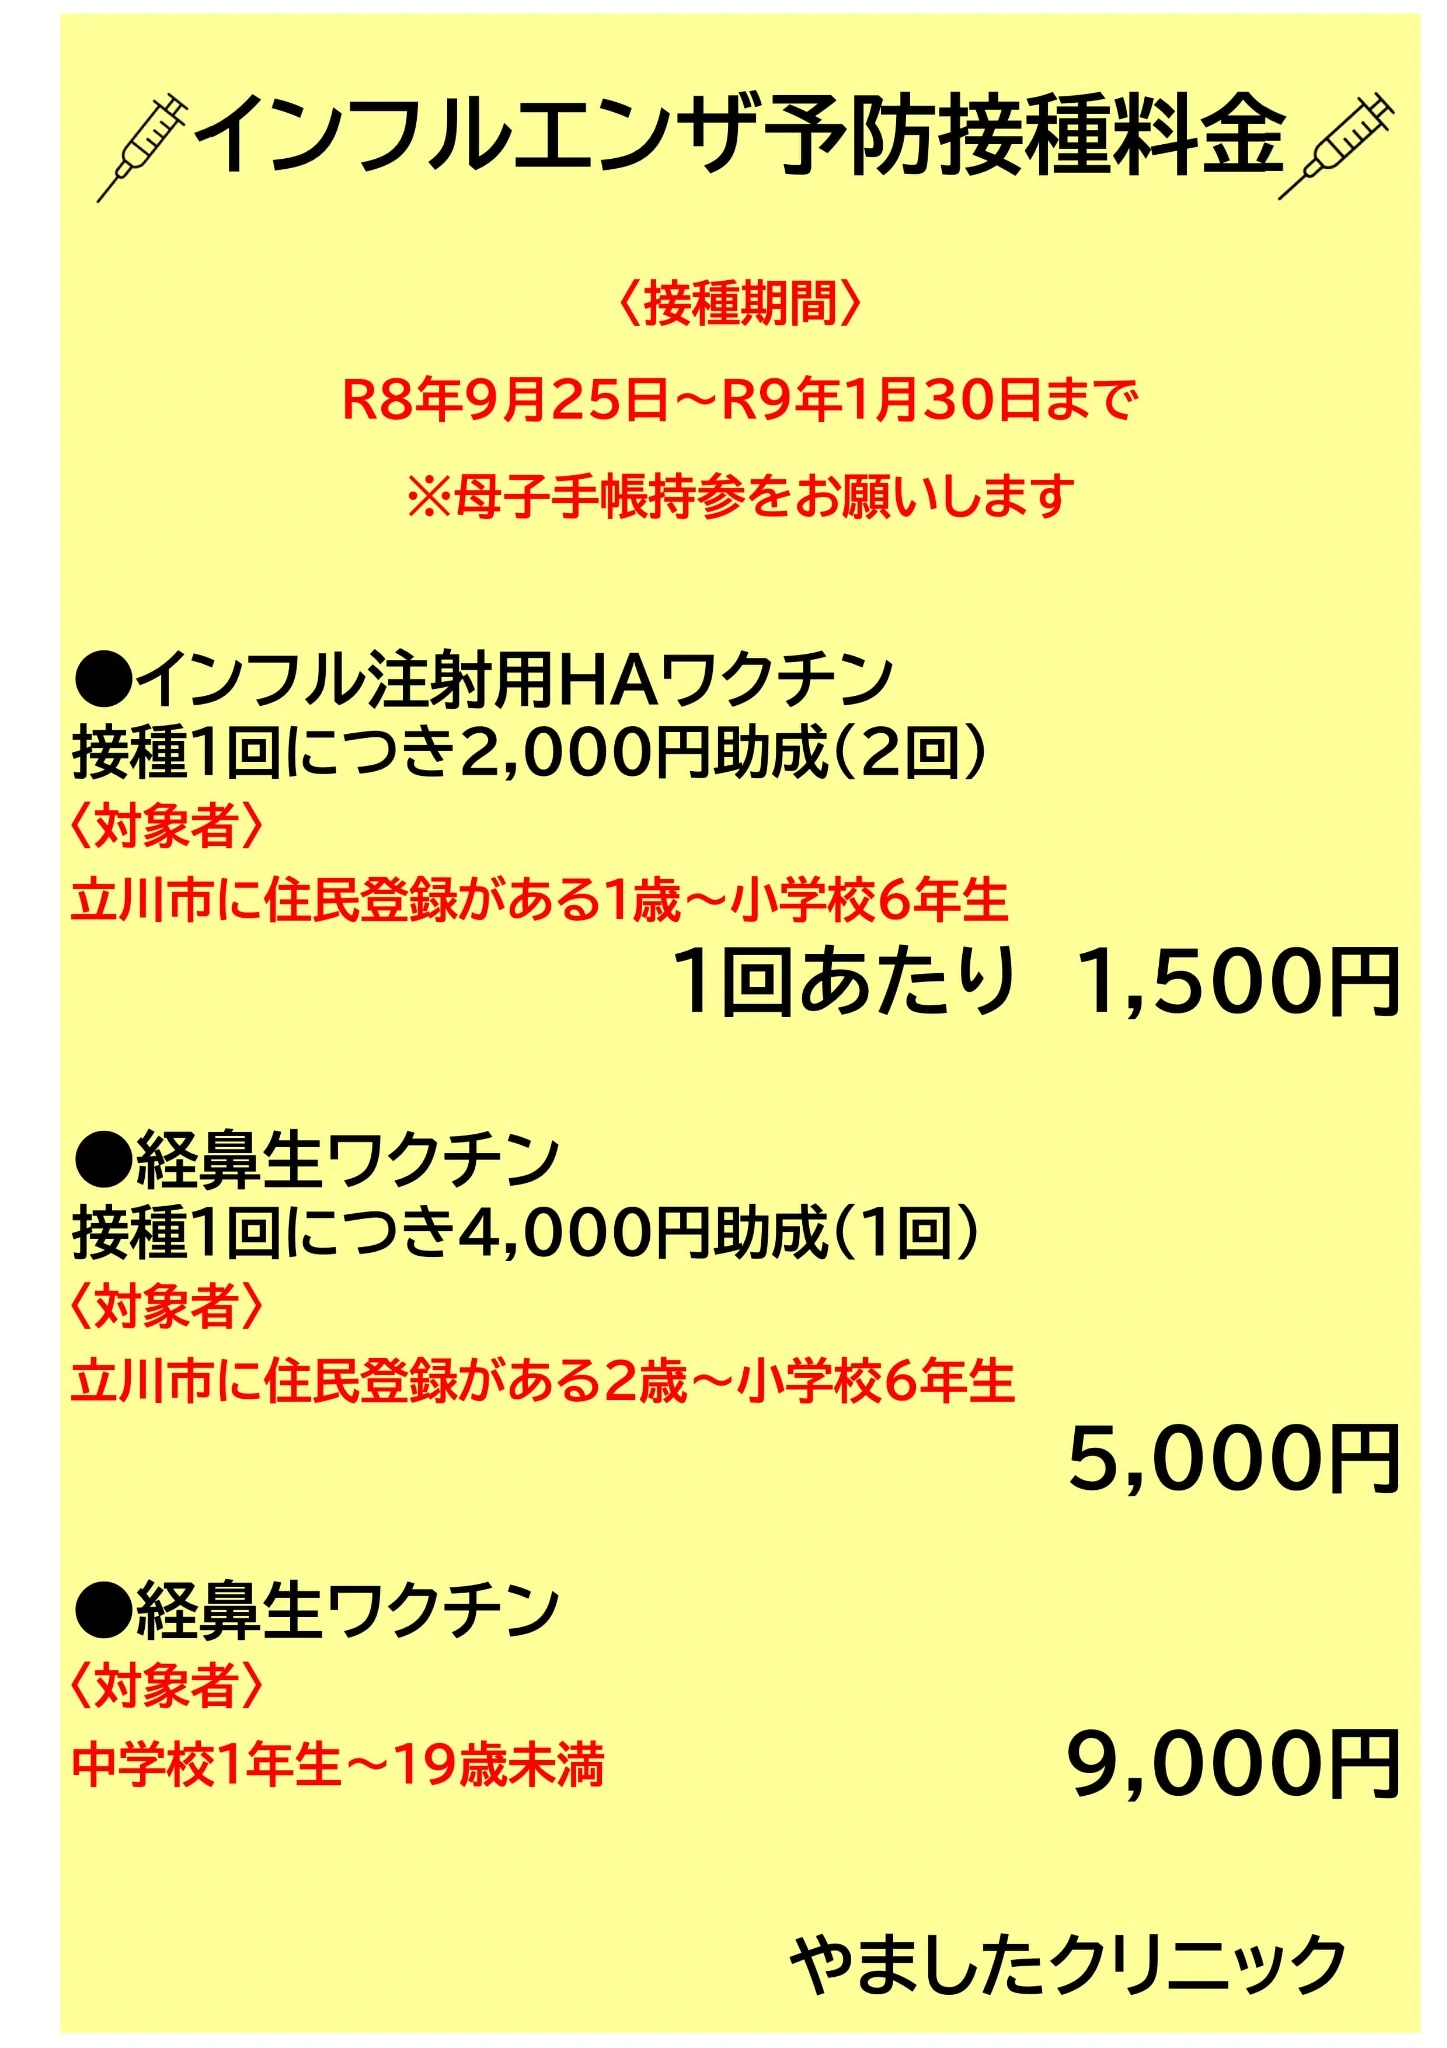 インフルエンザ予防接種料金
〈接種期間〉
R8年9月25日～R9年1月30日まで
※母子手帳持参をお願いします
●インフル注射用HAワクチン
接種1回につき2,000円助成(2回)
〈対象者〉
立川市に住民登録がある1歳～小学校6年生
1回あたり 1,500円
●経鼻生ワクチン
接種1回につき4,000円助成(1回)
〈対象者〉
立川市に住民登録がある2歳～小学校6年生
5,000円
●経鼻生ワクチン
〈対象者〉
中学校1年生～19歳未満 9,000円
やましたクリニック